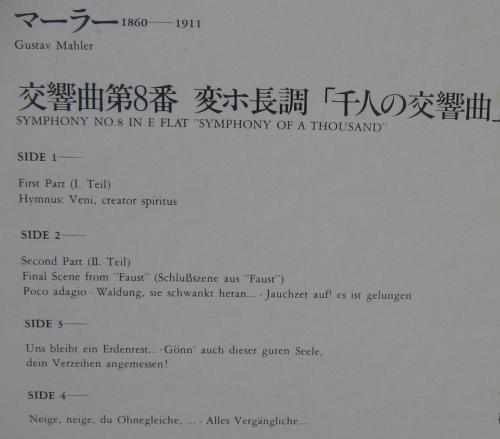 マーラー 1860——1911
Gustav Mahler
交響曲第8番 変ホ長調「千人の交響曲」
SYMPHONY NO.8 IN E FLAT "SYMPHONY OF A THOUSAND"
SIDE 1——
First Part (I. Teil)
Hymnus: Veni, creator spiritus
SIDE 2——
Second Part (II. Teil)
Final Scene from "Faust" (Schlußszene aus "Faust")
Poco adagio - Waldung, sie schwankt heran... - Jauchzet auf! es ist gelungen
SIDE 3——
Uns bleibt ein Erdenrest... - Gönn' auch dieser guten Seele,
dein Verzeihen angemessen!
SIDE 4——
Neige, neige, du Ohnegleiche, ... - Alles Vergängliche....